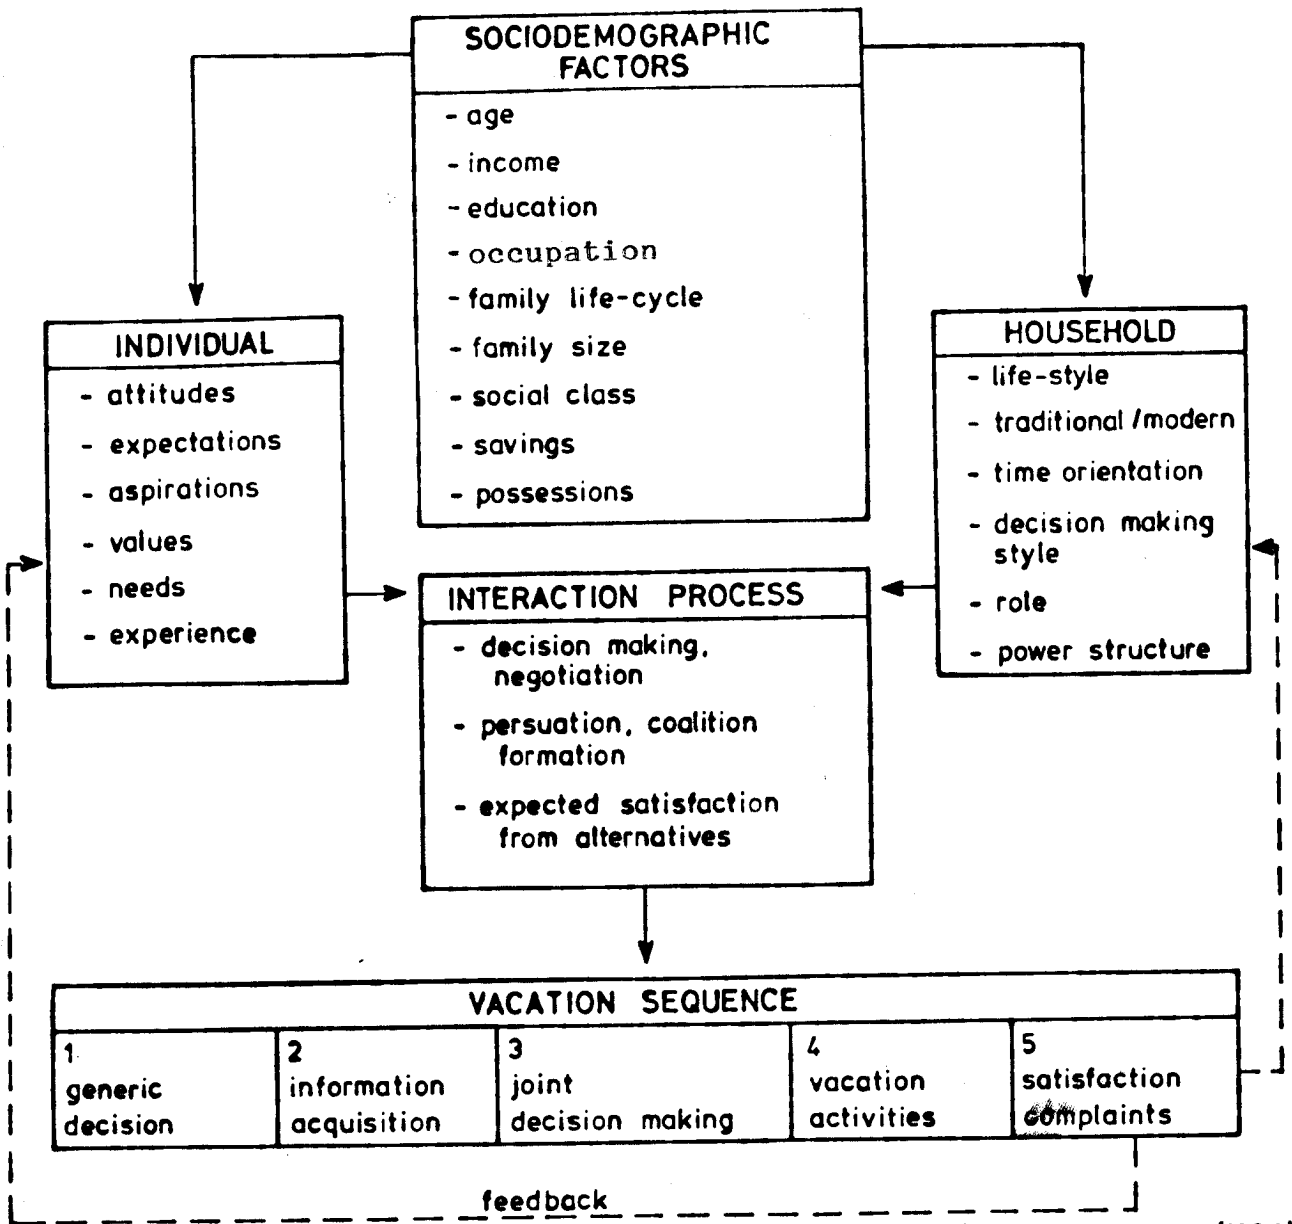 SOCIODEMOGRAPHIC
FACTORS
- age
- income
- education
- occupation
- family life-cycle
- family size
- social class
- savings
- possessions
INDIVIDUAL
- attitudes
- expectations
- aspirations
- values
- needs
- experience
HOUSEHOLD
- life-style
- traditional/modern
- time orientation
- decision making
style
- role
- power structure
INTERACTION PROCESS
- decision making,
negotiation
- persuation, coalition
formation
- expected satisfaction
from alternatives
VACATION SEQUENCE
1
generic
decision
2
information
acquisition
3
joint
decision making
4
vacation
activities
5
satisfaction
complaints
feedback